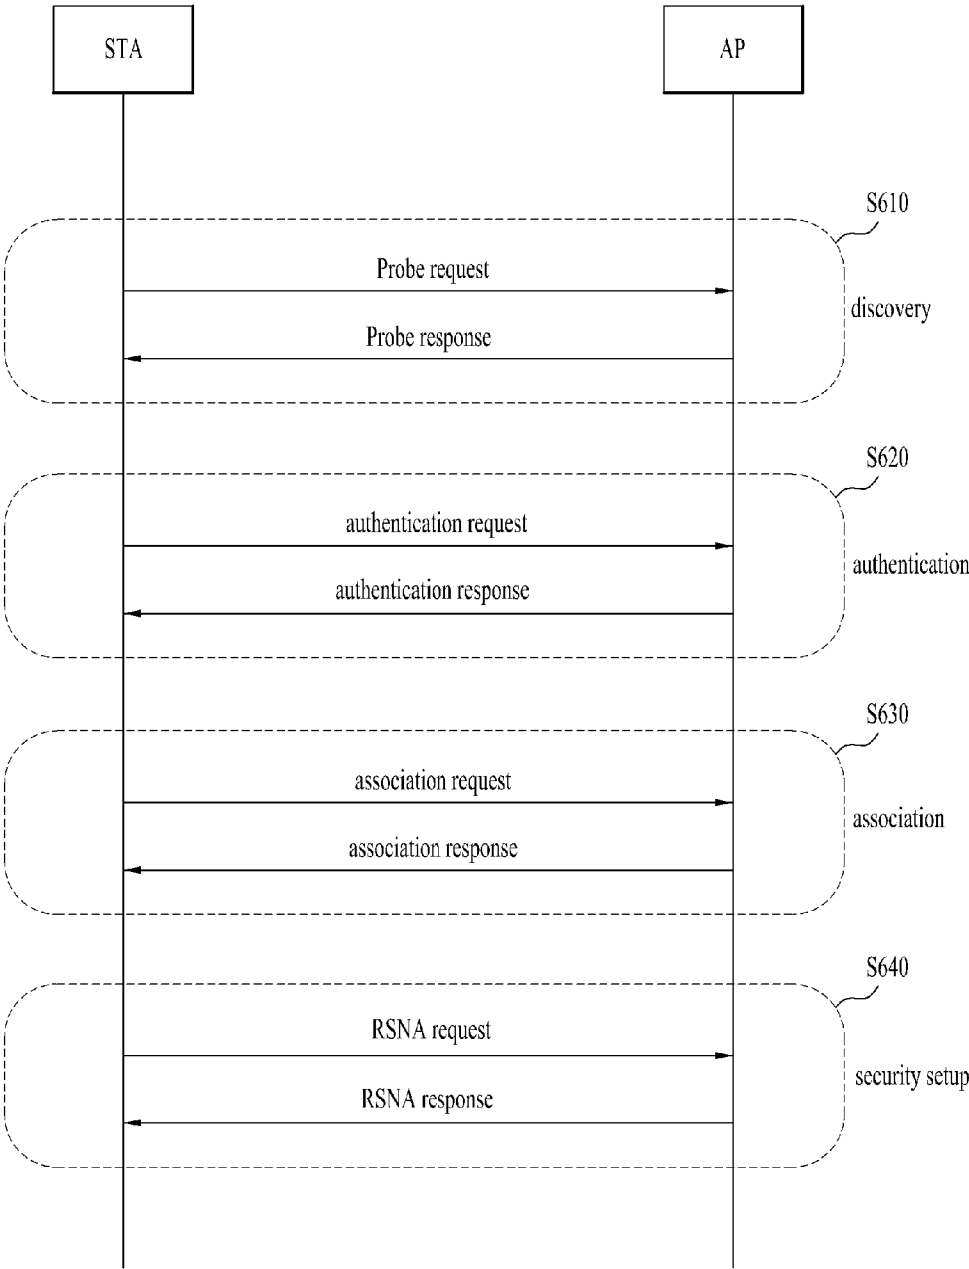 STA
AP
S610
Probe request
discovery
Probe response
S620
authentication request
authentication
authentication response
S630
association request
association
association response
S640
RSNA request
security setup
RSNA response